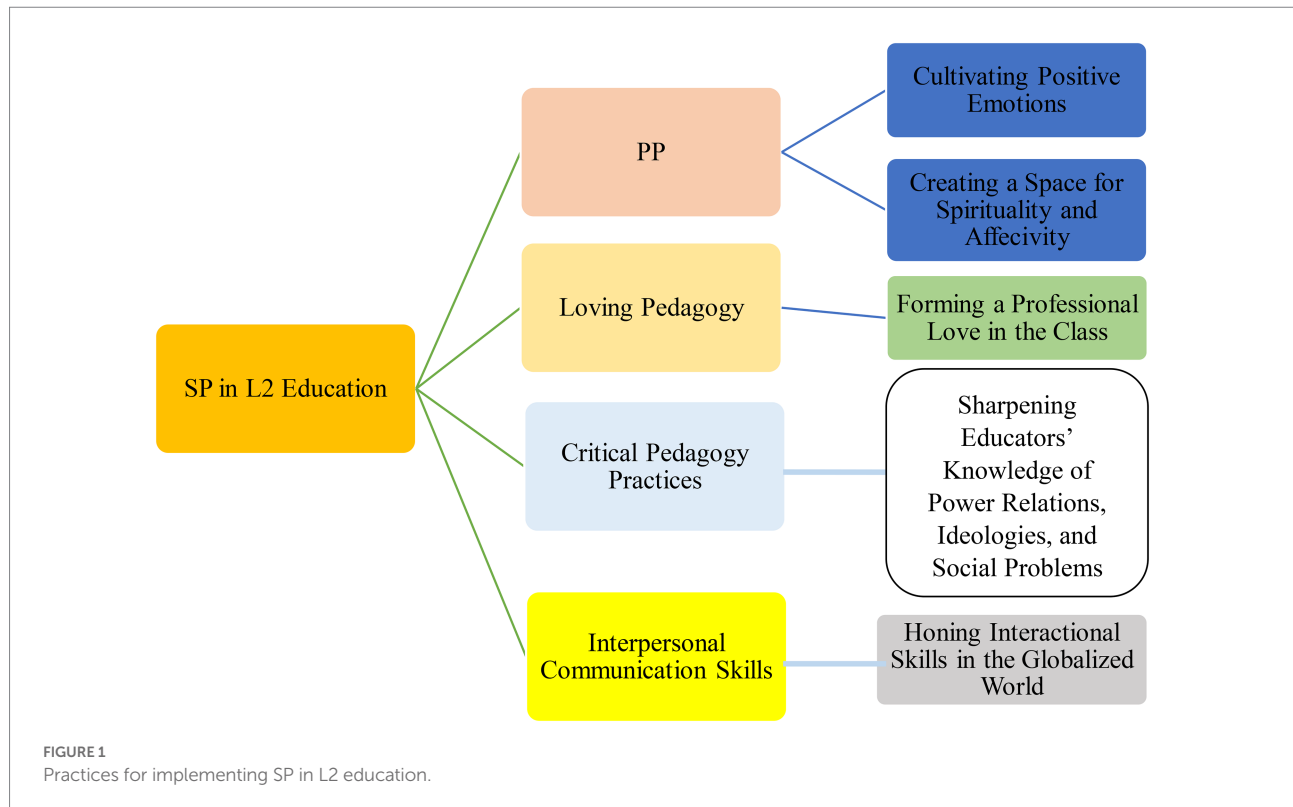 Cultivating Positive
Emotions
PP
Creating a Space for
Spirituality and
Affecivity
Loving Pedagogy
Forming a Professional
Love in the Class
SP in L2 Education
Critical Pedagogy
Practices
Sharpening
Educators’
Knowledge of
Power Relations,
Ideologies, and
Social Problems
Interpersonal
Communication Skills
Honing Interactional
Skills in the Globalized
World
FIGURE 1
Practices for implementing SP in L2 education.